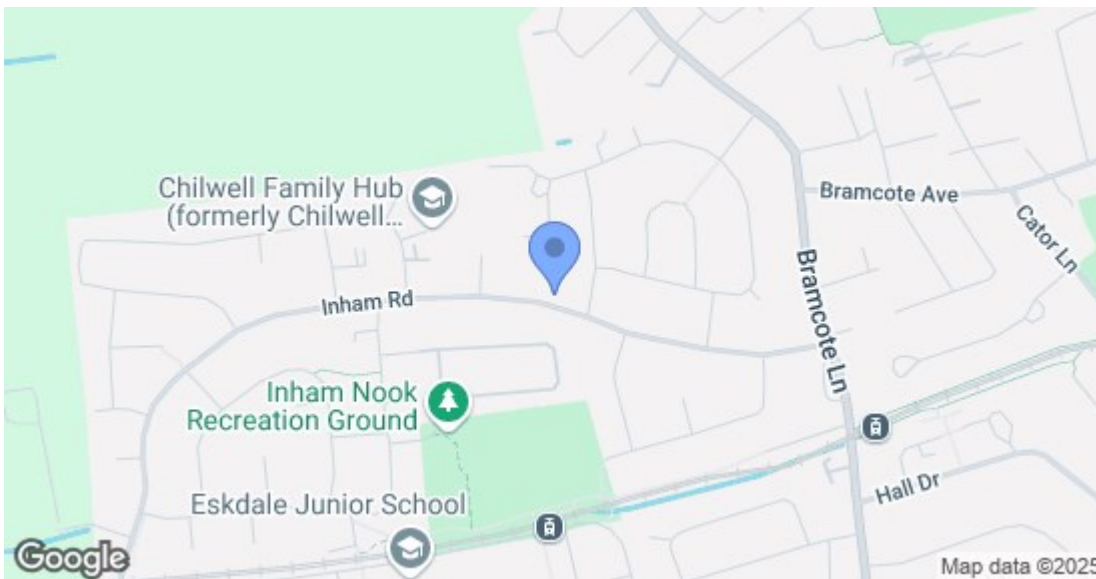 Chilwell Family Hub
(formerly Chilwell...
Bramcote Ave
Cator Ln
Bramcote Ln
Inham Rd
Inham Nook
Recreation Ground
Hall Dr
Eskdale Junior School
Google
Map data ©2025